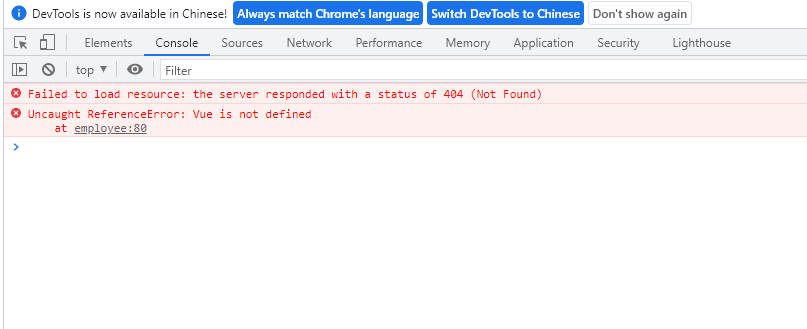 DevTools is now available in Chinese! Always match Chrome's language Switch DevTools to Chinese Don't show again
Elements Console Sources Network Performance Memory Application Security Lighthouse
top ▼ Filter
Failed to load resource: the server responded with a status of 404 (Not Found)
Uncaught ReferenceError: Vue is not defined
at employee:80